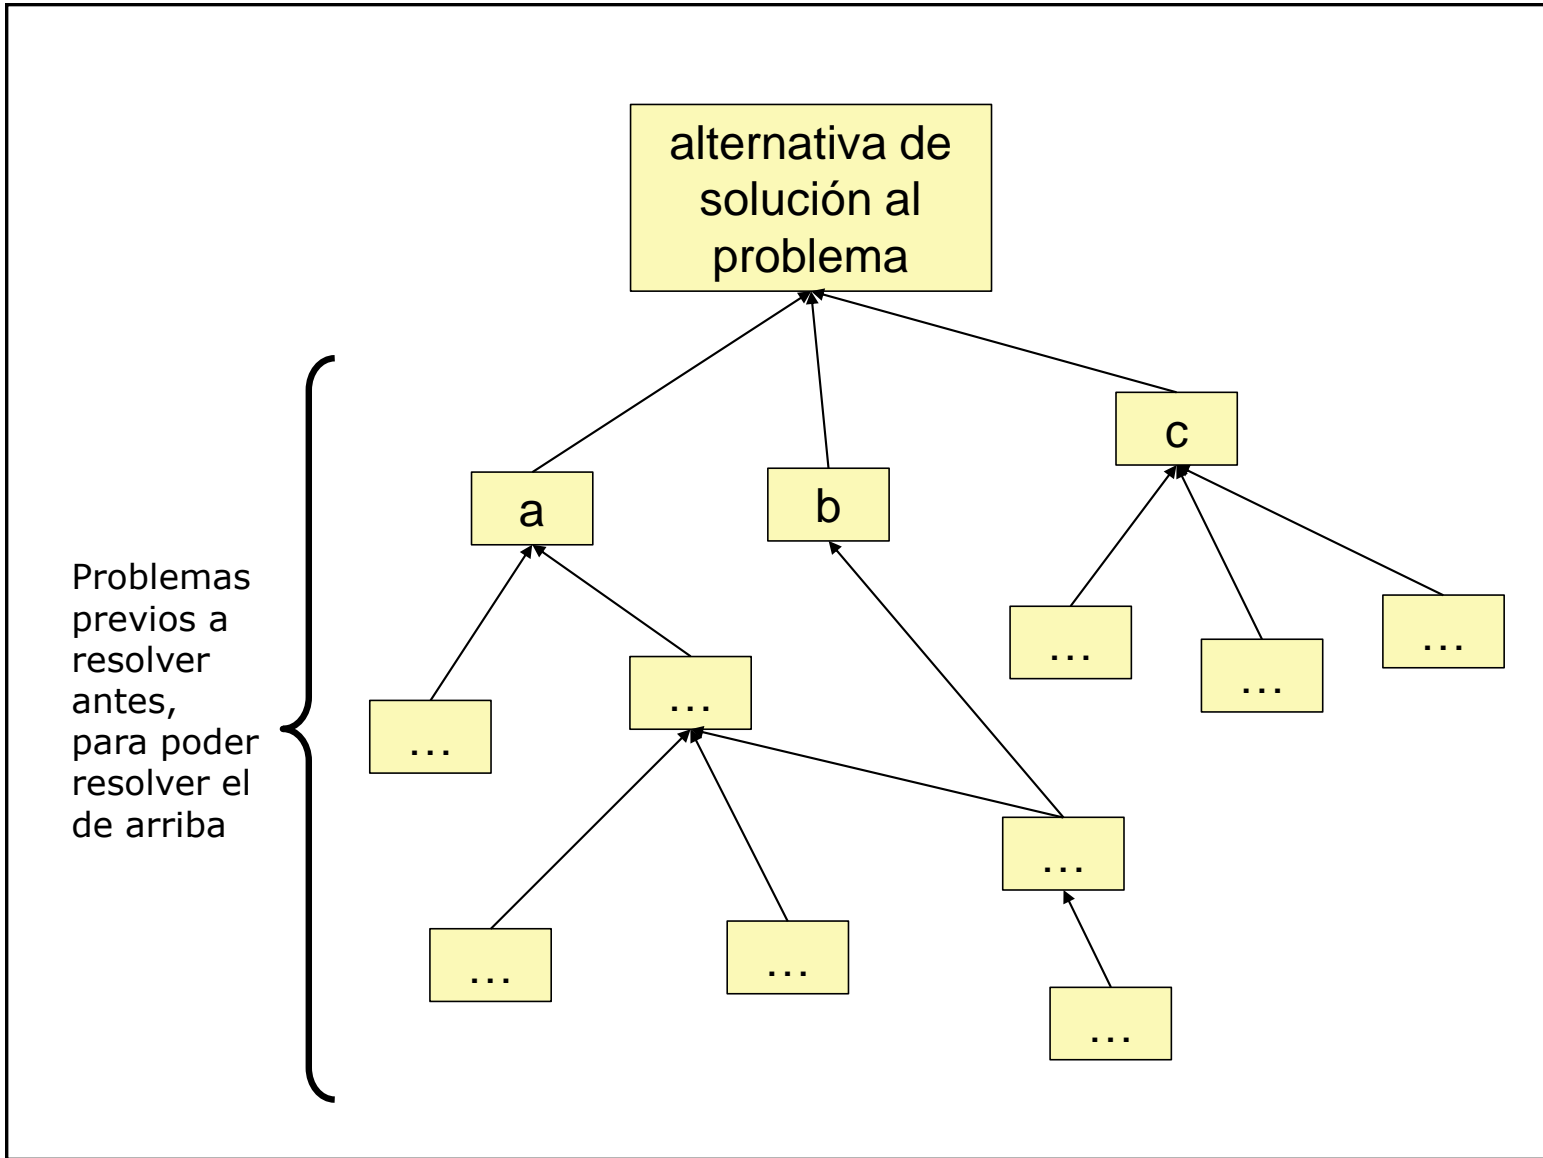 alternativa de
solución al
problema
c
a
b
Problemas
previos a
resolver
antes,
para poder
resolver el
de arriba
...
...
...
...
...
...
...
...
...